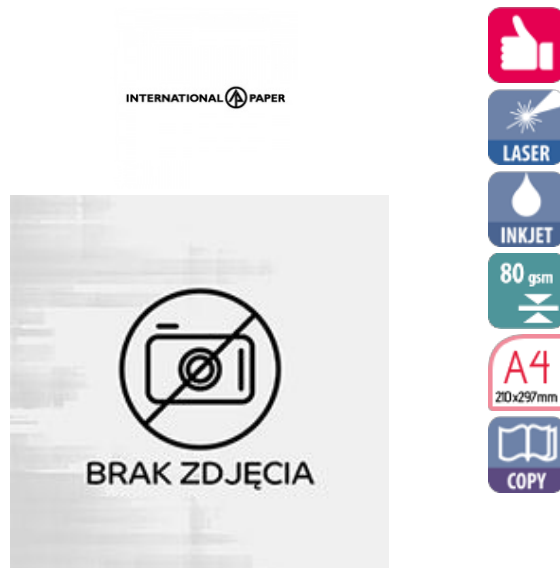 INTERNATIONAL PAPER
LASER
INKJET
80 gsm
A4
210x297mm
COPY
BRAK ZDJĘCIA